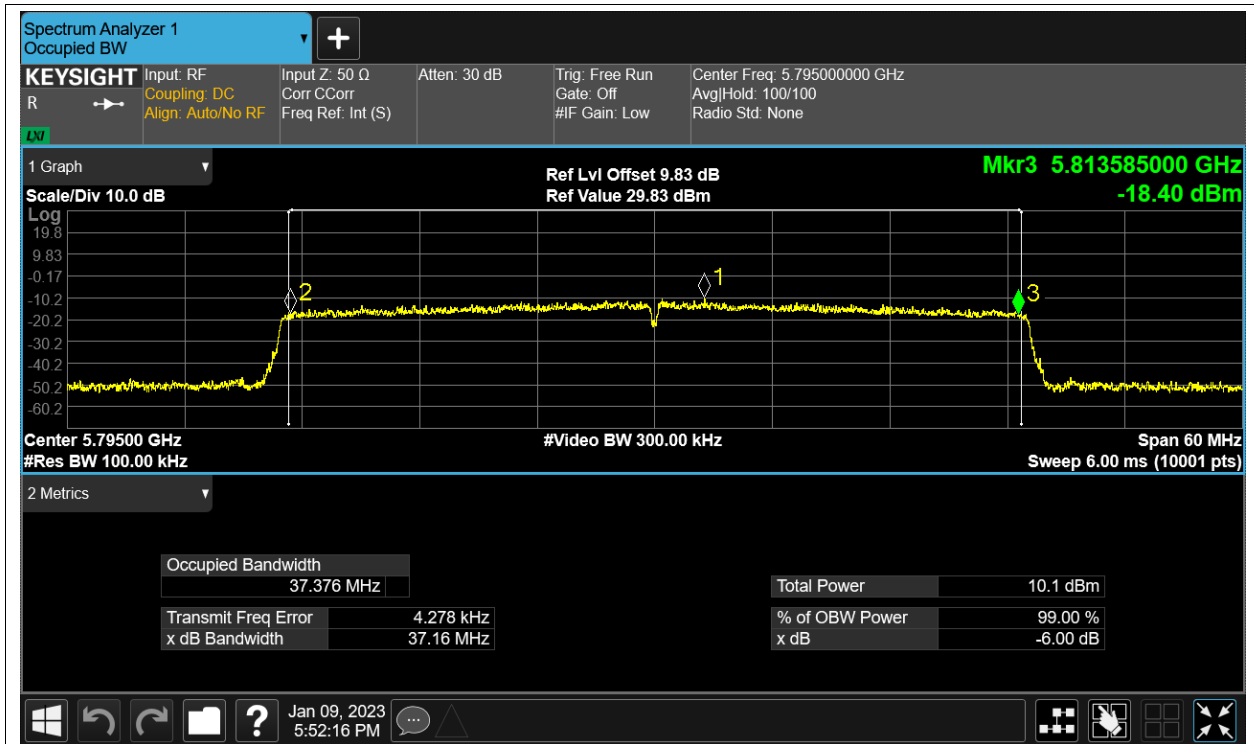 Spectrum Analyzer 1
Occupied BW
KEYSIGHT
R
LXI
Input: RF
Coupling: DC
Align: Auto/No RF
Input Z: 50 Ω
Corr CCorr
Freq Ref: Int (S)
Atten: 30 dB
Trig: Free Run
Gate: Off
#IF Gain: Low
Center Freq: 5.795000000 GHz
Avg|Hold: 100/100
Radio Std: None
1 Graph
Scale/Div 10.0 dB
Ref Lvl Offset 9.83 dB
Ref Value 29.83 dBm
Mkr3 5.813585000 GHz
-18.40 dBm
Log
19.8
9.83
-0.17
-10.2
-20.2
-30.2
-40.2
-50.2
-60.2
2
1
3
Center 5.79500 GHz
#Res BW 100.00 kHz
#Video BW 300.00 kHz
Span 60 MHz
Sweep 6.00 ms (10001 pts)
2 Metrics
Occupied Bandwidth
37.376 MHz
Transmit Freq Error 4.278 kHz
x dB Bandwidth 37.16 MHz
Total Power 10.1 dBm
% of OBW Power 99.00 %
x dB -6.00 dB
?
Jan 09, 2023
5:52:16 PM